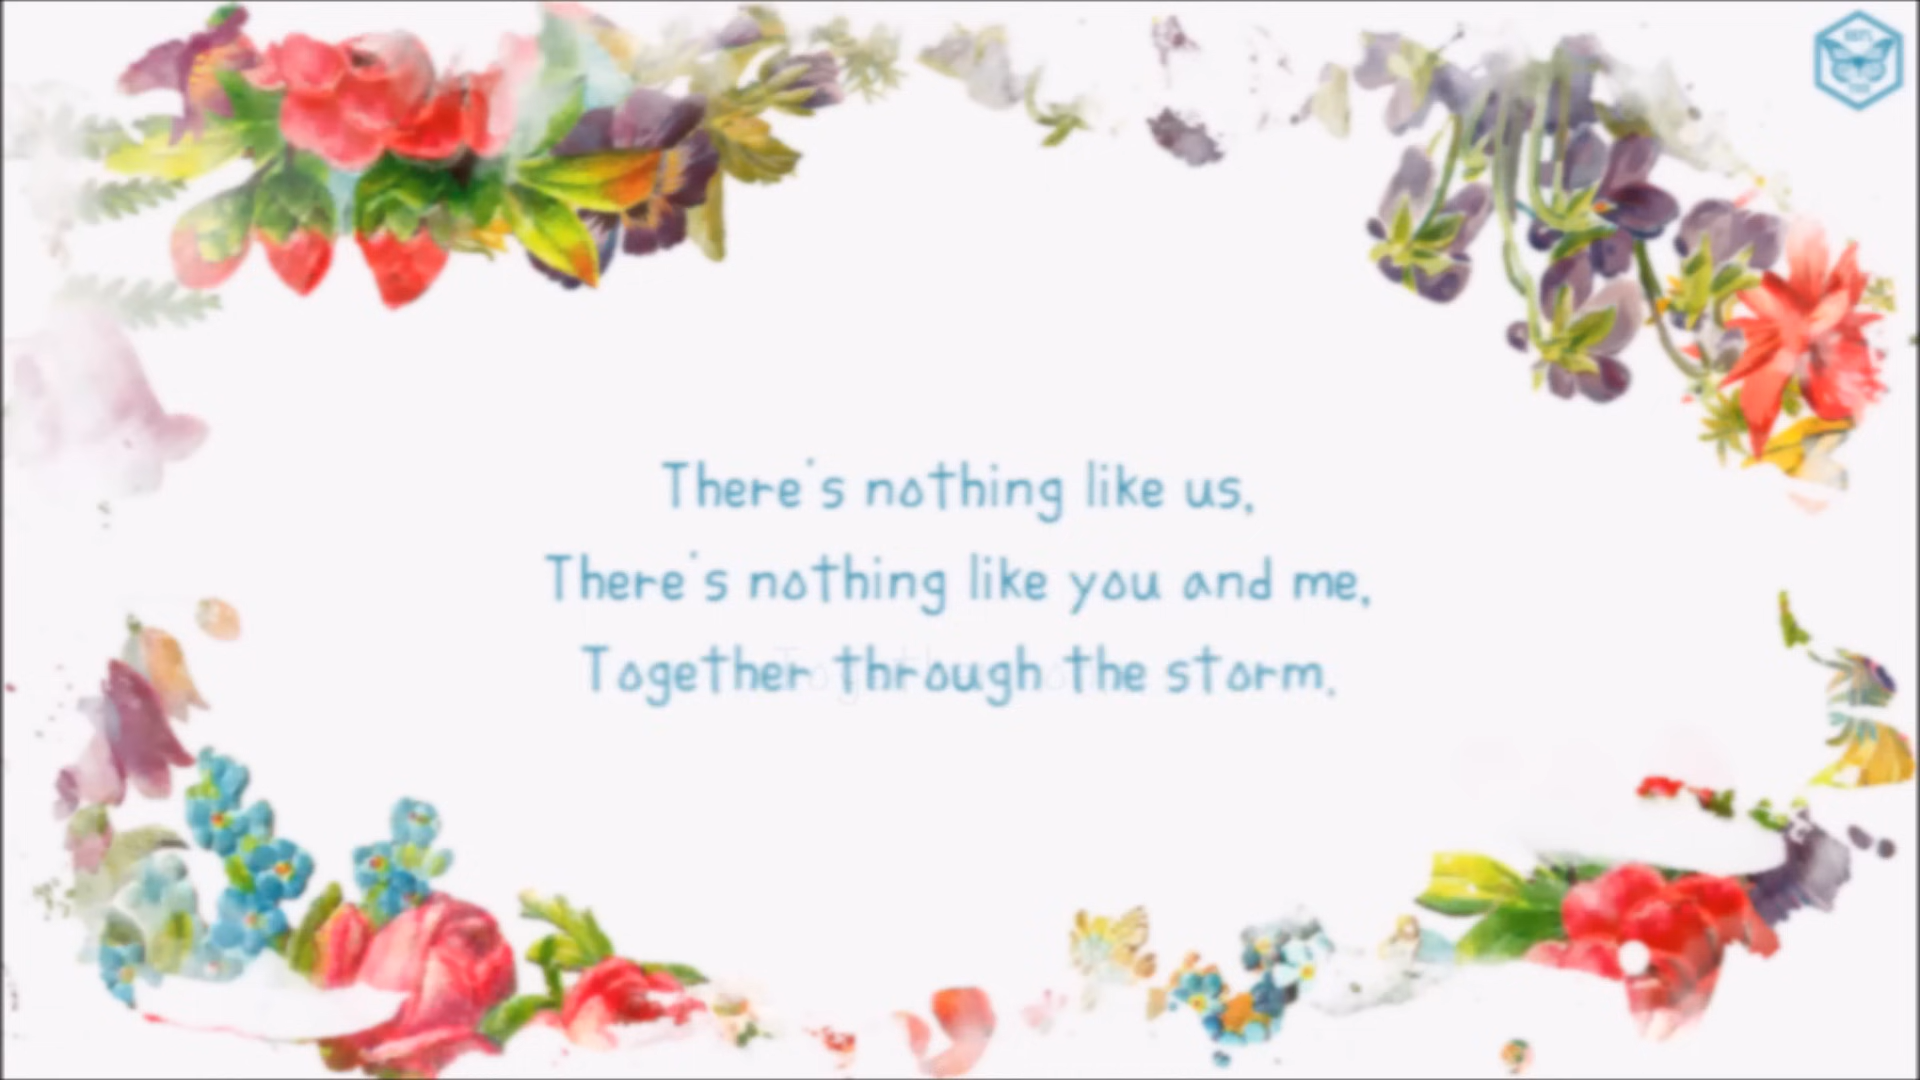 There's nothing like us,
There's nothing like you and me,
Together through the storm.